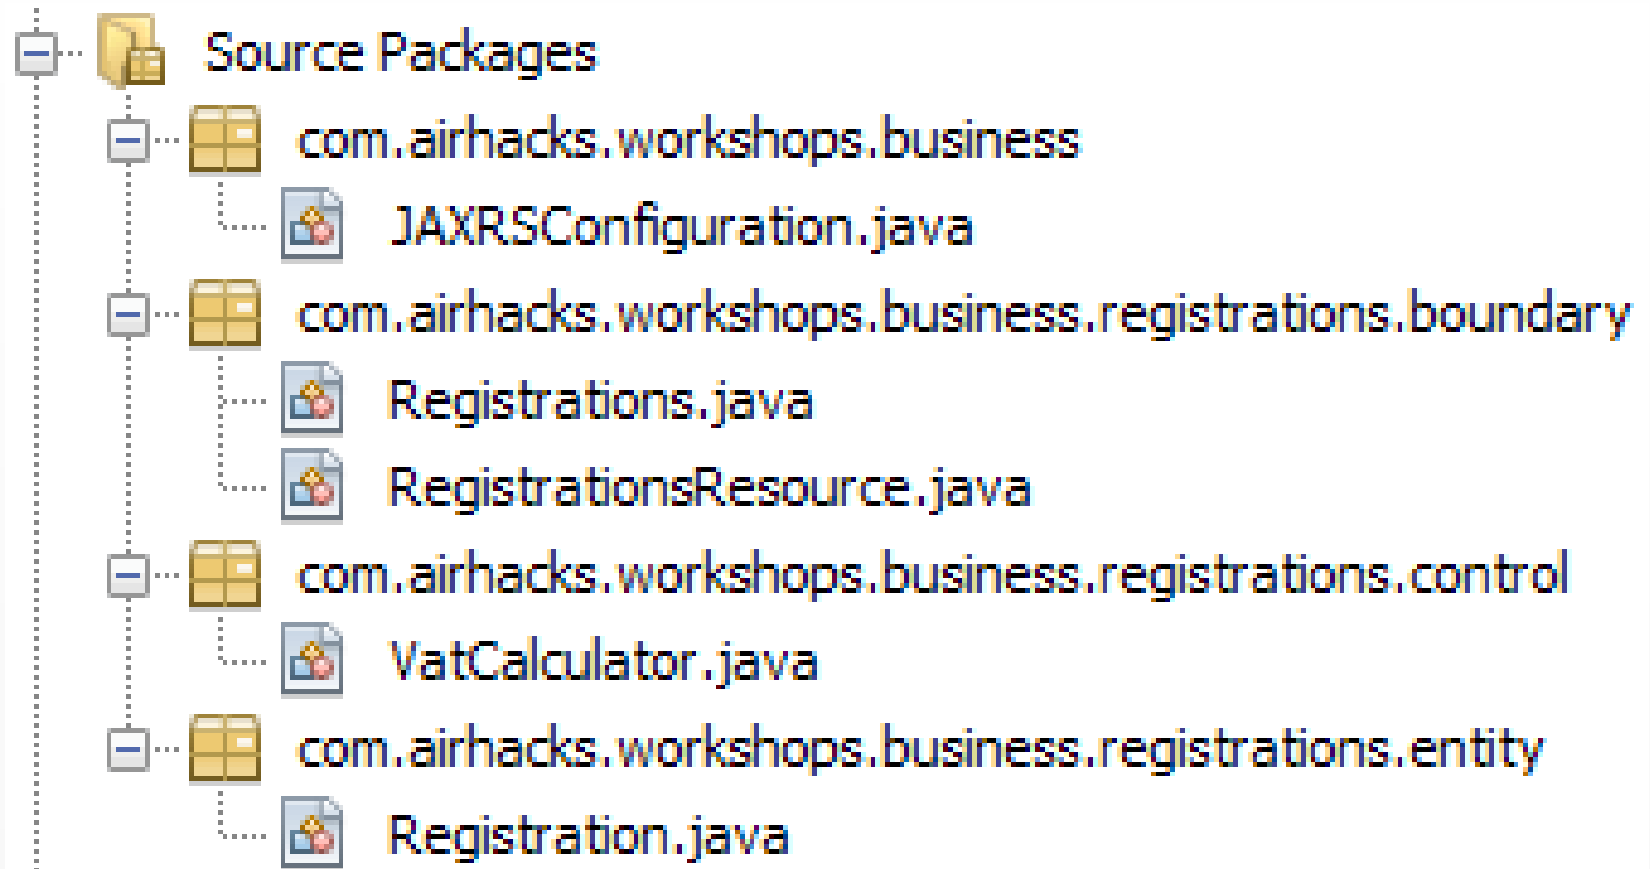 Source Packages
com.airhacks.workshops.business
JAXRSConfiguration.java
com.airhacks.workshops.business.registrations.boundary
Registrations.java
RegistrationsResource.java
com.airhacks.workshops.business.registrations.control
VatCalculator.java
com.airhacks.workshops.business.registrations.entity
Registration.java